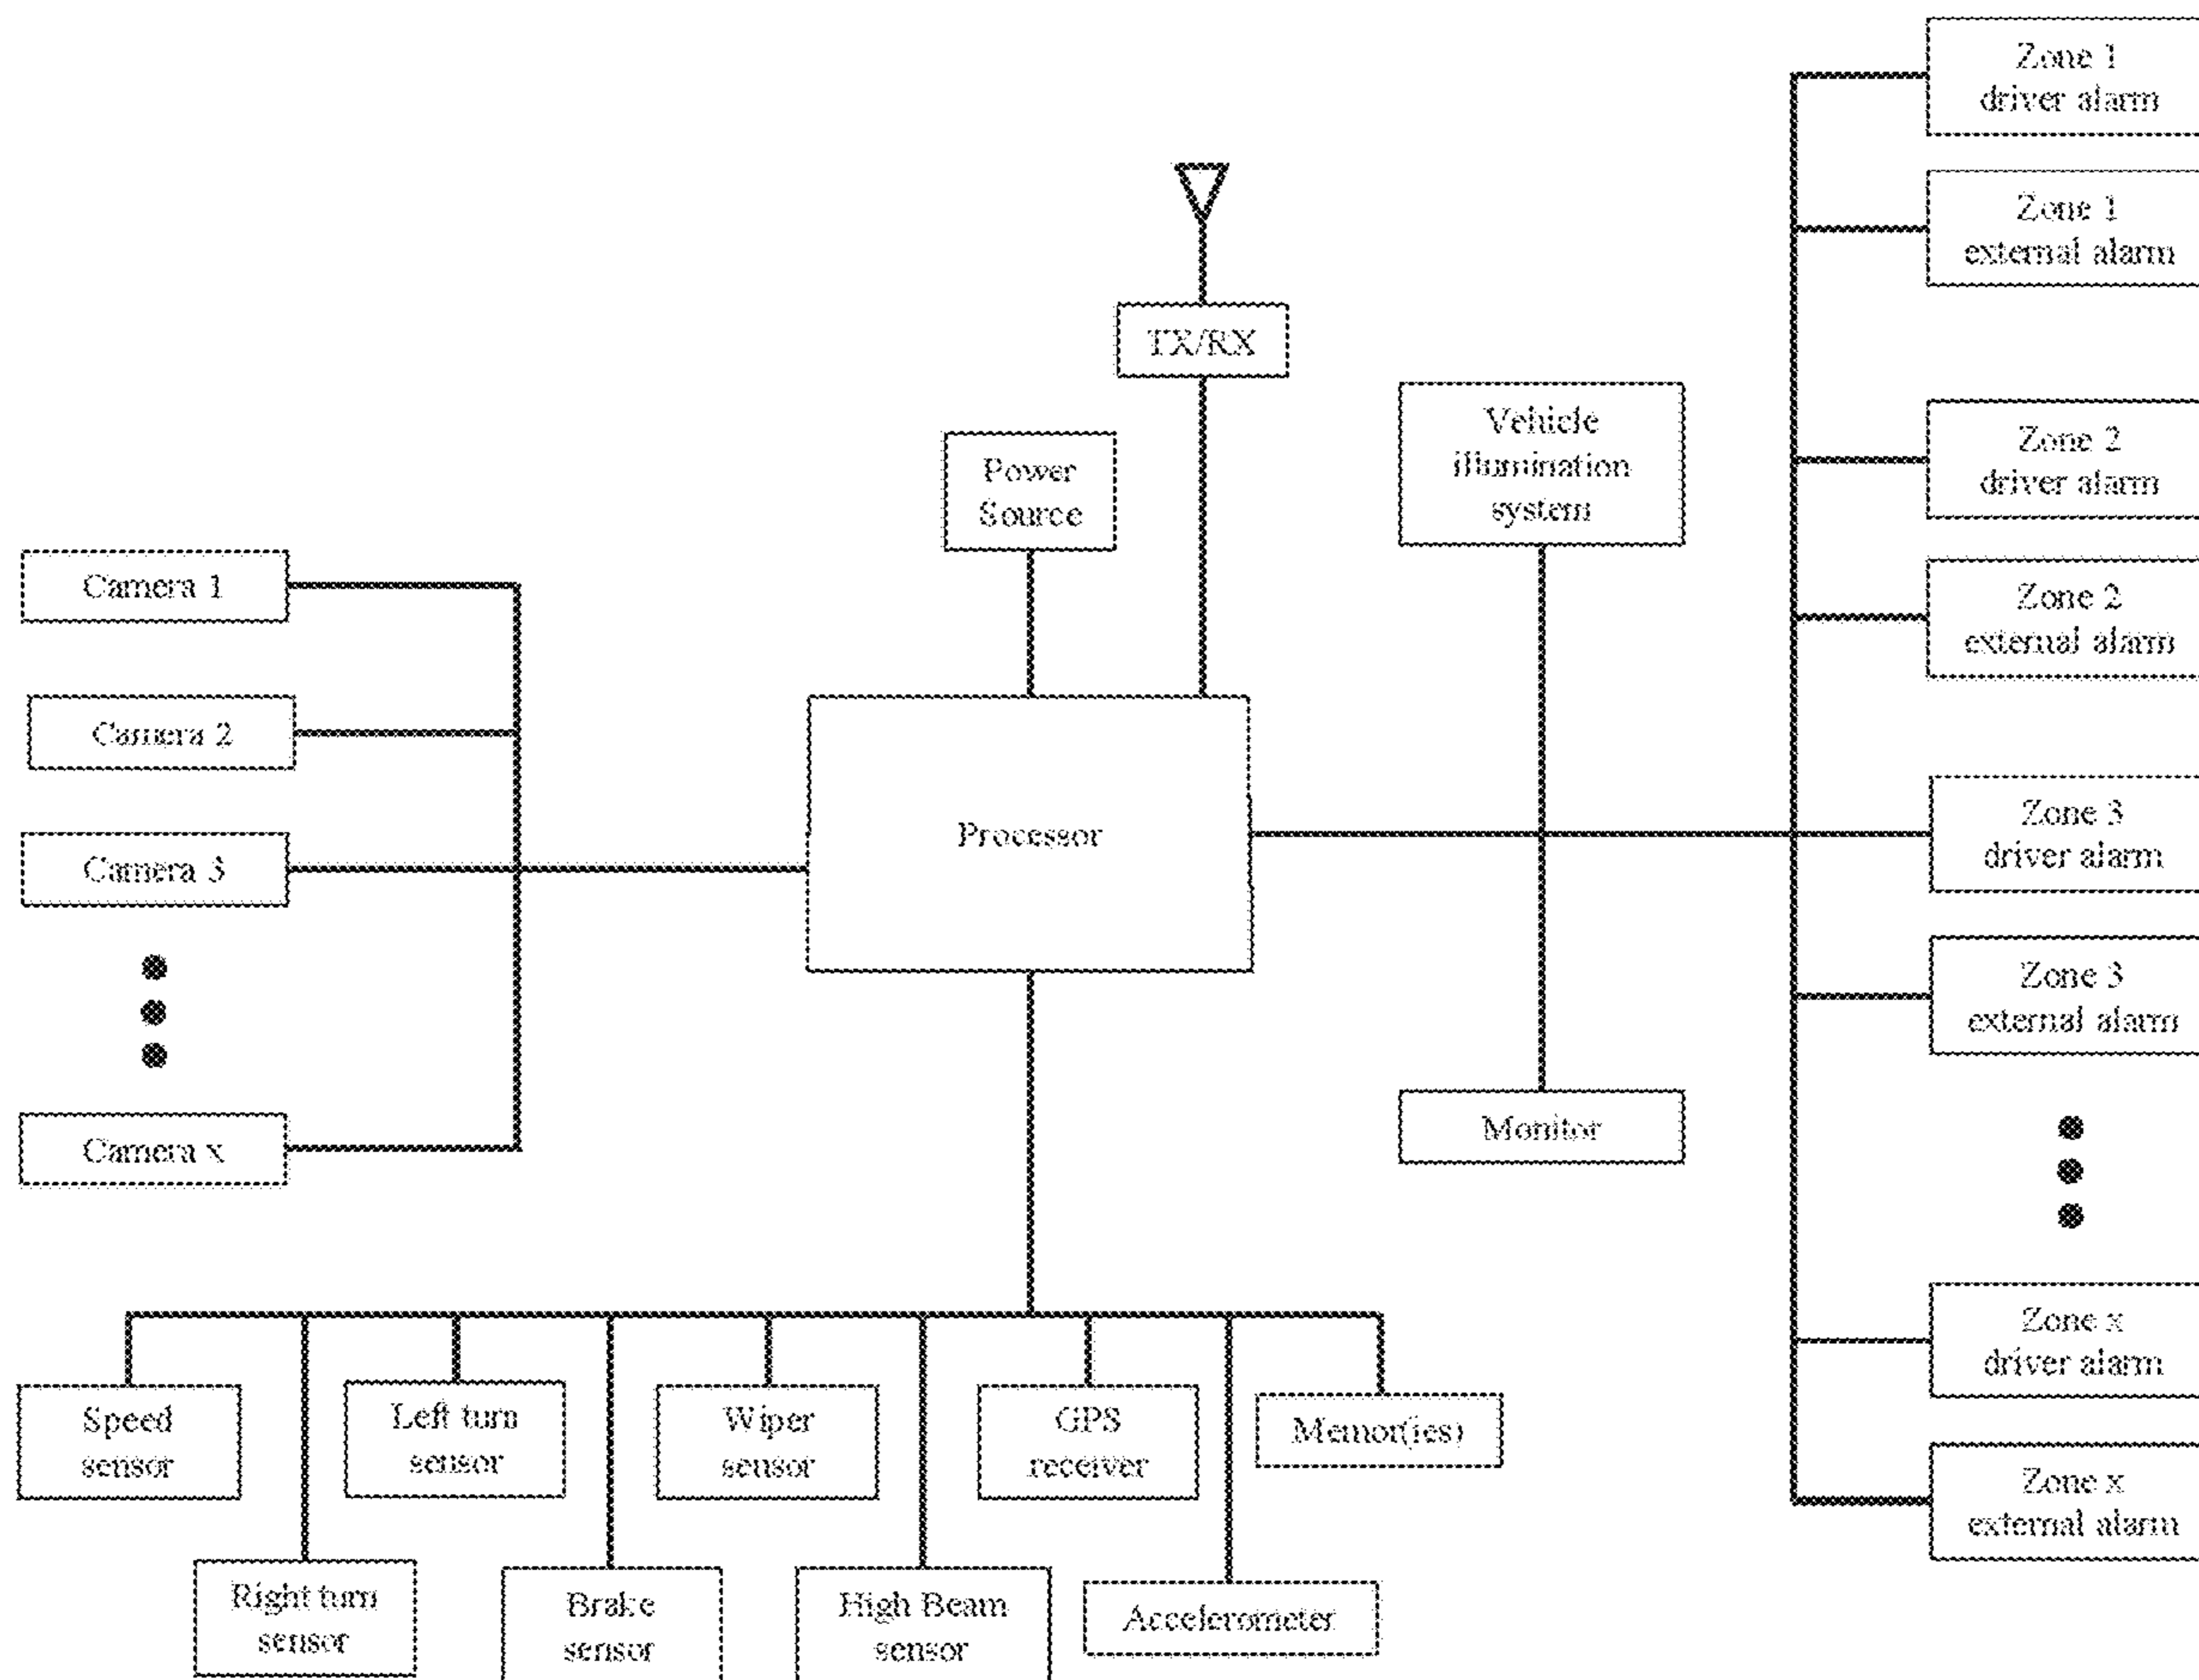 Zone 1
driver alarm
Zone 1
external alarm
TX/RX
Vehicle
illumination
system
Power
Source
Zone 2
driver alarm
Camera 1
Zone 2
external alarm
Camera 2
Processor
Zone 3
driver alarm
Camera 3
Zone 3
external alarm
Camera x
Monitor
Zone x
driver alarm
Speed
sensor
Left turn
sensor
Wiper
sensor
GPS
receiver
Memor(ies)
Zone x
external alarm
Right turn
sensor
Brake
sensor
High Beam
sensor
Accelerometer